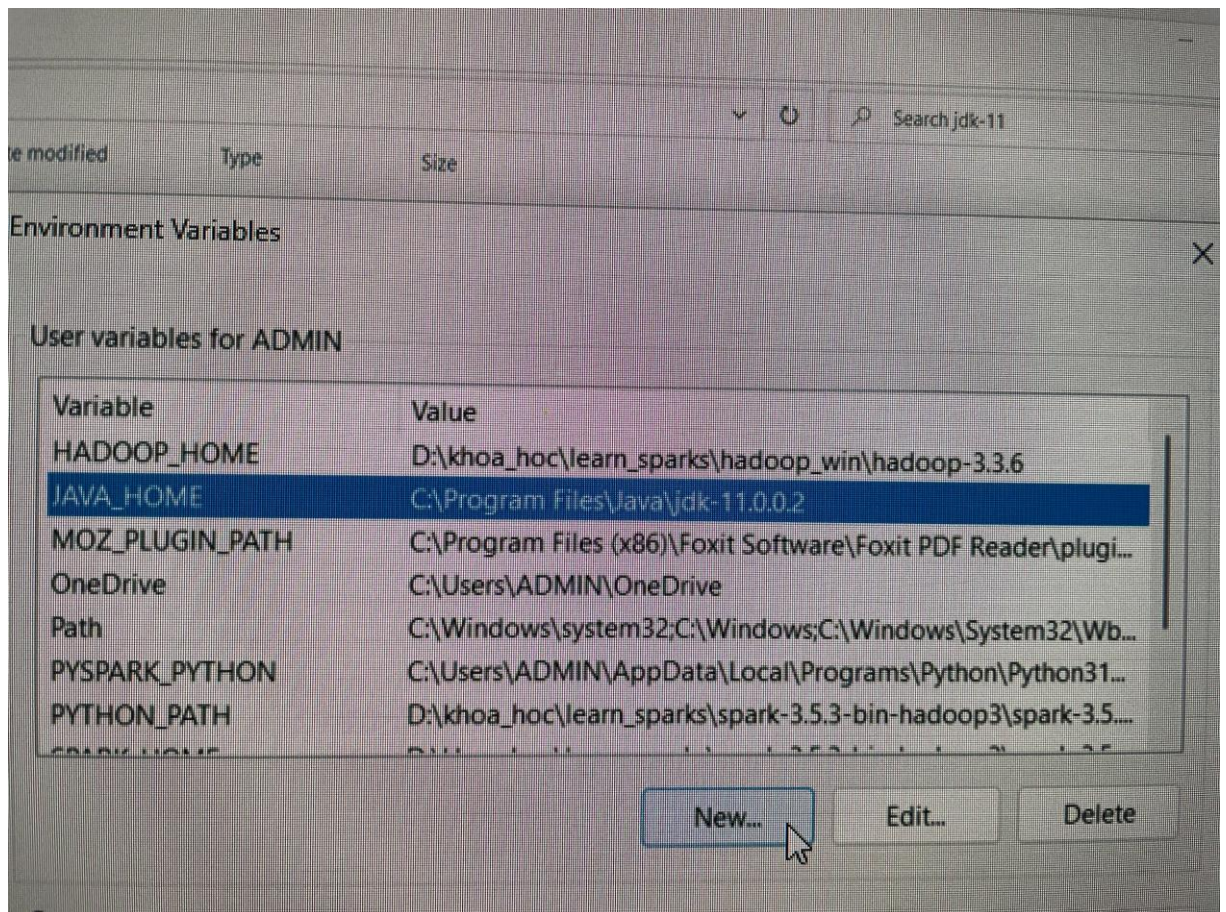 Search jdk-11
te modified Type Size
Environment Variables
User variables for ADMIN
Variable Value
HADOOP_HOME D:\khoa_hoc\learn_sparks\hadoop_win\hadoop-3.3.6
JAVA_HOME C:\Program Files\Java\jdk-11.0.0.2
MOZ_PLUGIN_PATH C:\Program Files (x86)\Foxit Software\Foxit PDF Reader\plugi...
OneDrive C:\Users\ADMIN\OneDrive
Path C:\Windows\system32;C:\Windows;C:\Windows\System32\Wb...
PYSPARK_PYTHON C:\Users\ADMIN\AppData\Local\Programs\Python\Python31...
PYTHON_PATH D:\khoa_hoc\learn_sparks\spark-3.5.3-bin-hadoop3\spark-3.5....
New... Edit... Delete